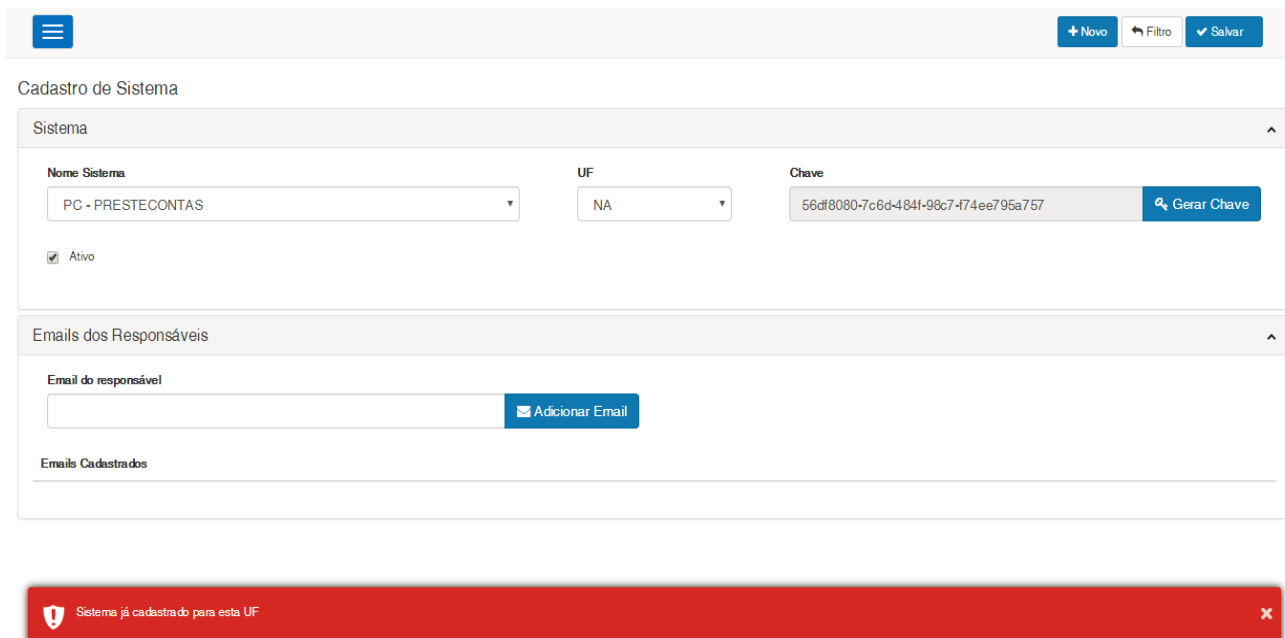 Novo Filtro Salvar
Cadastro de Sistema
Sistema
Nome Sistema UF Chave
PC - PRESTECONTAS NA 56df8080-7c6d-484f-98c7-f74ee795a757 Gerar Chave
Ativo
Emails dos Responsáveis
Email do responsável
Adicionar Email
Emails Cadastrados
Sistema já cadastrado para esta UF